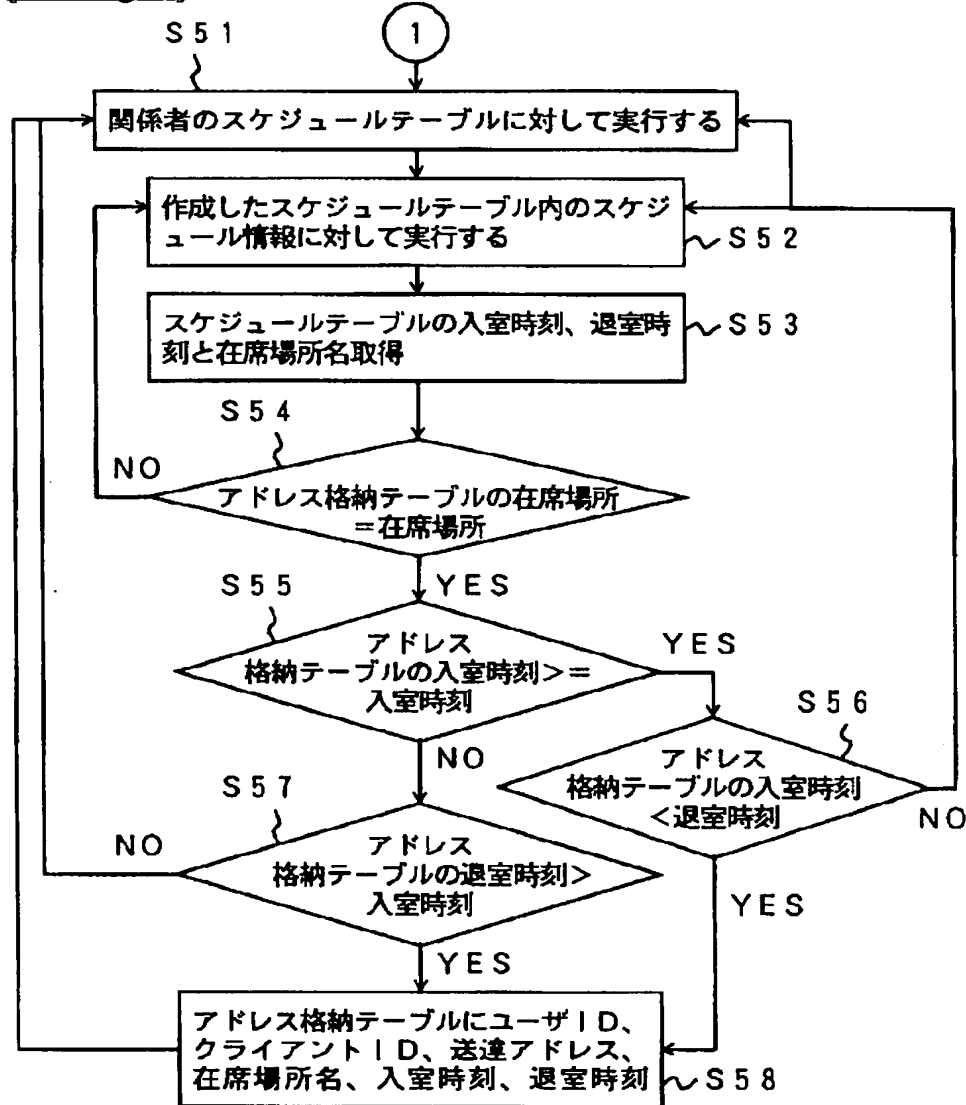 S51
1
関係者のスケジュールテーブルに対して実行する
作成したスケジュールテーブル内のスケジ
ュール情報に対して実行する
S52
スケジュールテーブルの入室時刻、退室時
刻と在席場所名取得
S53
S54
NO
アドレス格納テーブルの在席場所
=在席場所
YES
S55
アドレス
格納テーブルの入室時刻>=
入室時刻
YES
NO
S56
アドレス
格納テーブルの入室時刻
<退室時刻
NO
YES
S57
NO
アドレス
格納テーブルの退室時刻>
入室時刻
YES
アドレス格納テーブルにユーザID、
クライアントID、送達アドレス、
在席場所名、入室時刻、退室時刻
S58